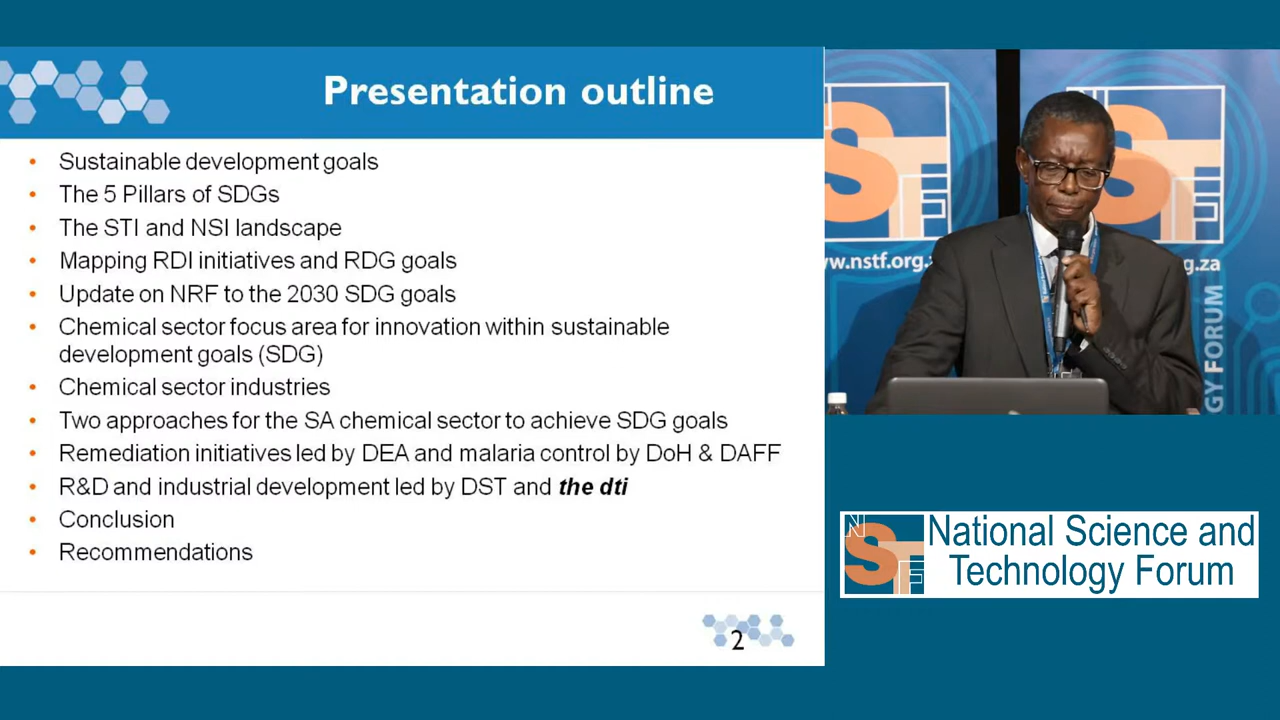 Presentation outline
• Sustainable development goals
• The 5 Pillars of SDGs
• The STI and NSI landscape
• Mapping RDI initiatives and RDG goals
• Update on NRF to the 2030 SDG goals
• Chemical sector focus area for innovation within sustainable
development goals (SDG)
• Chemical sector industries
• Two approaches for the SA chemical sector to achieve SDG goals
• Remediation initiatives led by DEA and malaria control by DoH & DAFF
• R&D and industrial development led by DST and the dti
• Conclusion
• Recommendations
2
STF
STF
www.nstf.org.z
g.za
GY FORUM
NSTF
National Science and
Technology Forum